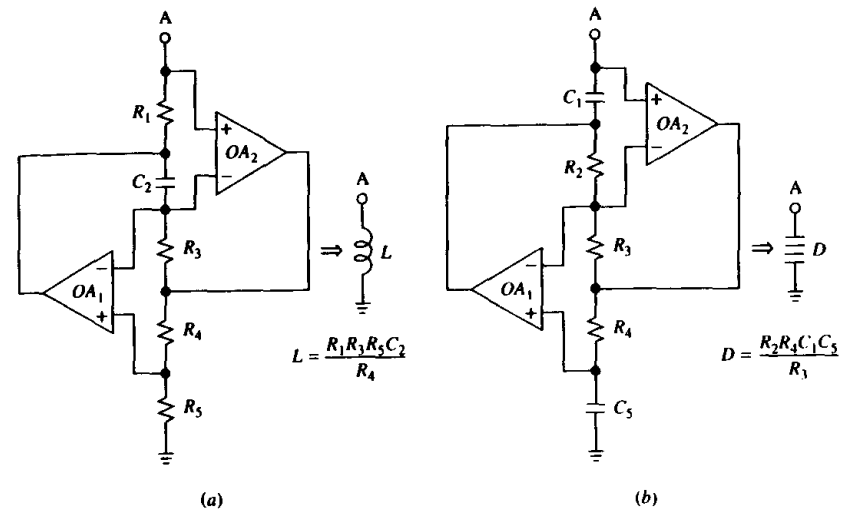 A
R1
OA2
C2
A
R3
⇒
L
OA1
R4
L = R1R3R5C2 / R4
R5
(a)
A
C1
OA2
R2
A
R3
⇒
D
OA1
R4
D = R2R4C1C5 / R3
C5
(b)